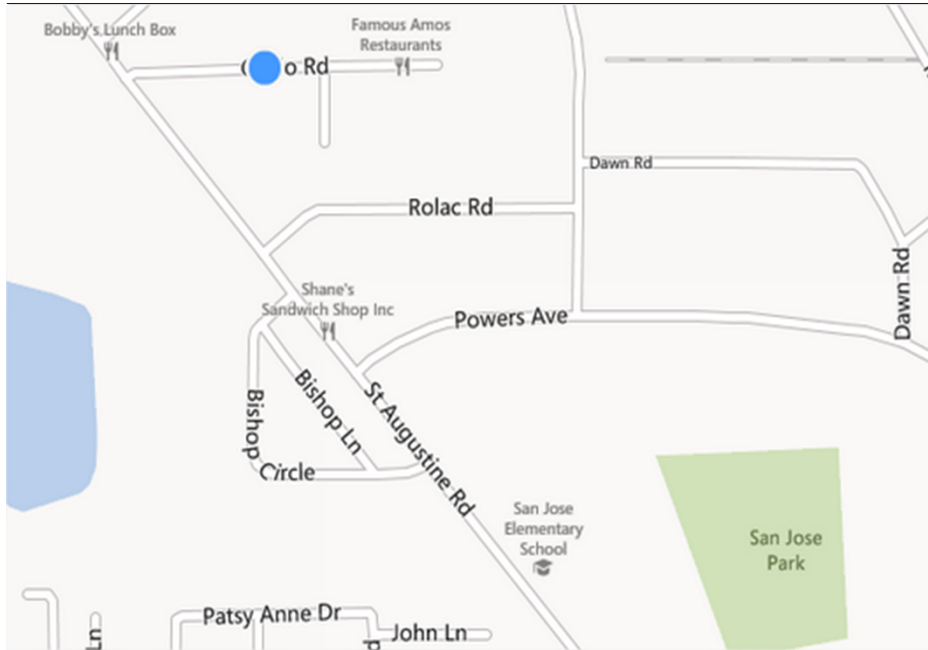 Bobby's Lunch Box
Famous Amos
Restaurants
Rd
Dawn Rd
Rolac Rd
Dawn Rd
Shane's
Sandwich Shop Inc
Powers Ave
Bishop Ln
St Augustine Rd
Bishop
Circle
San Jose
Elementary
School
San Jose
Park
Patsy Anne Dr
John Ln
Ln